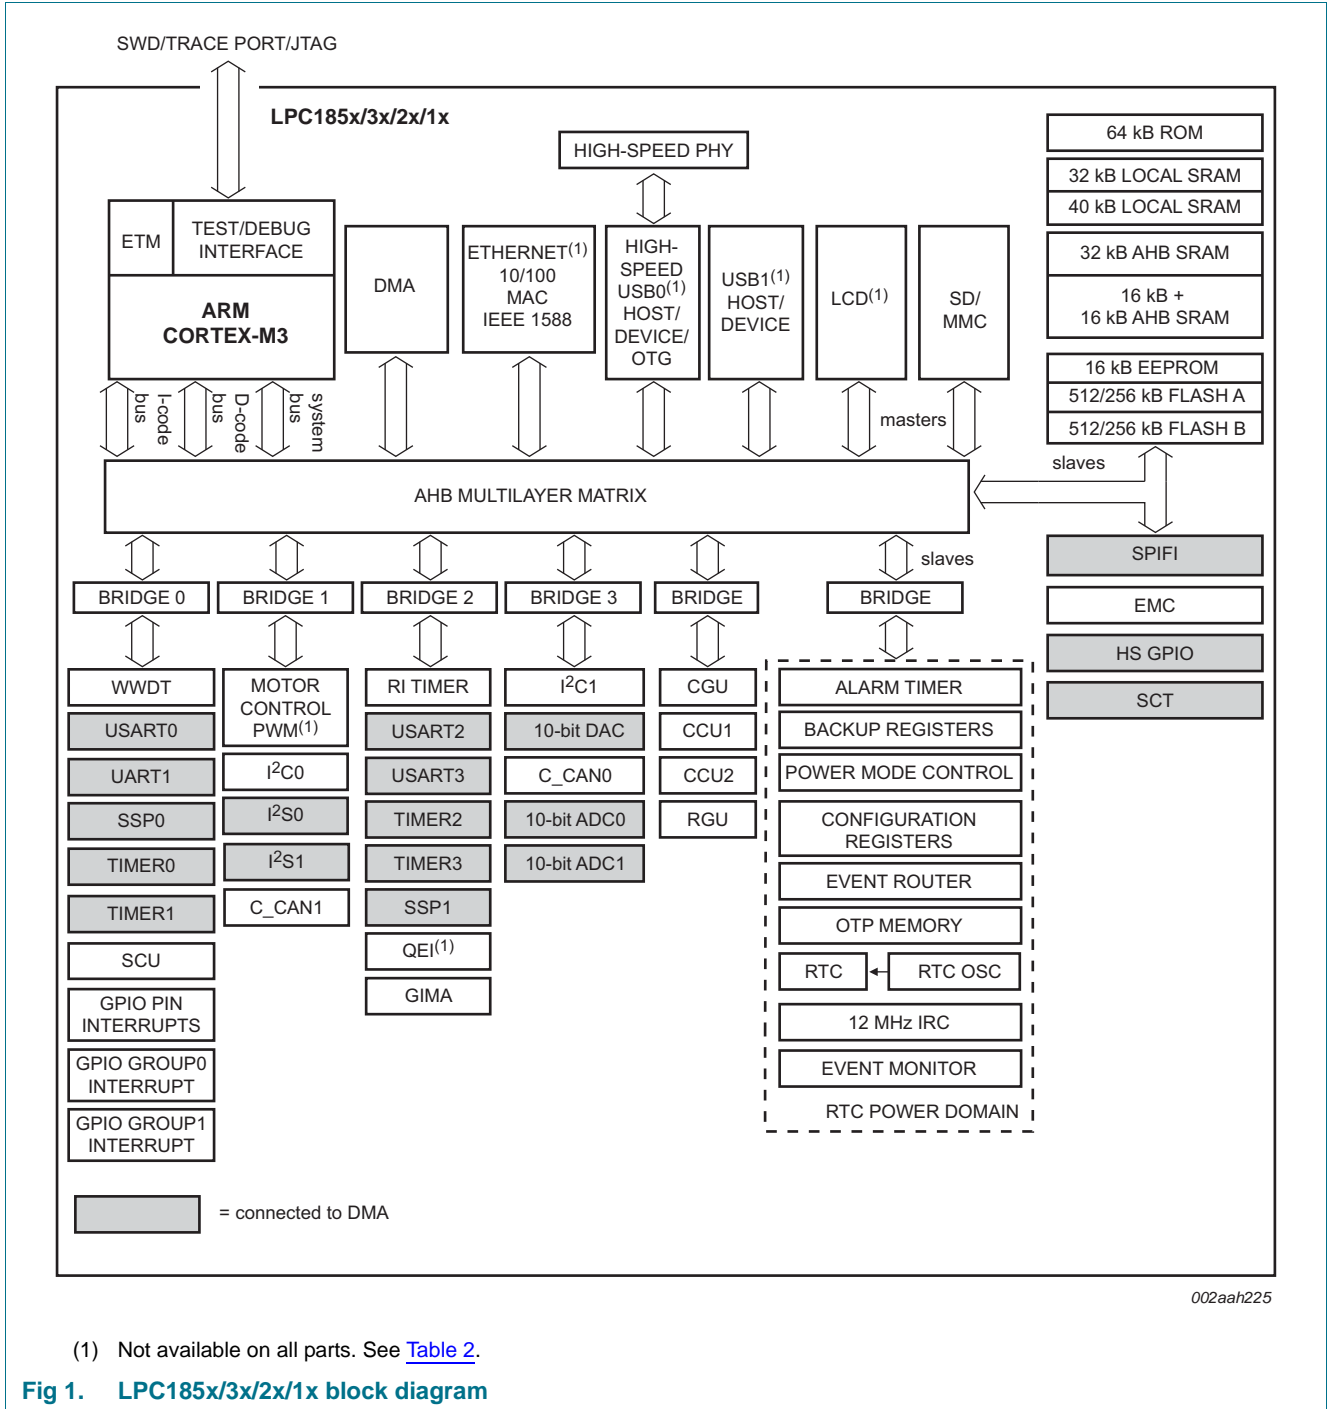 SWD/TRACE PORT/JTAG
LPC185x/3x/2x/1x
HIGH-SPEED PHY
ETM
TEST/DEBUG
INTERFACE
ARM
CORTEX-M3
DMA
ETHERNET(1)
10/100
MAC
IEEE 1588
HIGH-
SPEED
USB0(1)
HOST/
DEVICE/
OTG
USB1(1)
HOST/
DEVICE
LCD(1)
SD/
MMC
64 kB ROM
32 kB LOCAL SRAM
40 kB LOCAL SRAM
32 kB AHB SRAM
16 kB +
16 kB AHB SRAM
16 kB EEPROM
512/256 kB FLASH A
512/256 kB FLASH B
I-code
bus
D-code
bus
system
bus
masters
slaves
AHB MULTILAYER MATRIX
slaves
BRIDGE 0
BRIDGE 1
BRIDGE 2
BRIDGE 3
BRIDGE
BRIDGE
SPIFI
EMC
HS GPIO
SCT
WWDT
USART0
UART1
SSP0
TIMER0
TIMER1
SCU
GPIO PIN
INTERRUPTS
GPIO GROUP0
INTERRUPT
GPIO GROUP1
INTERRUPT
MOTOR
CONTROL
PWM(1)
I2C0
I2S0
I2S1
C_CAN1
RI TIMER
USART2
USART3
TIMER2
TIMER3
SSP1
QEI(1)
GIMA
I2C1
10-bit DAC
C_CAN0
10-bit ADC0
10-bit ADC1
CGU
CCU1
CCU2
RGU
ALARM TIMER
BACKUP REGISTERS
POWER MODE CONTROL
CONFIGURATION
REGISTERS
EVENT ROUTER
OTP MEMORY
RTC
RTC OSC
12 MHz IRC
EVENT MONITOR
RTC POWER DOMAIN
= connected to DMA
002aah225
(1) Not available on all parts. See Table 2.
Fig 1. LPC185x/3x/2x/1x block diagram